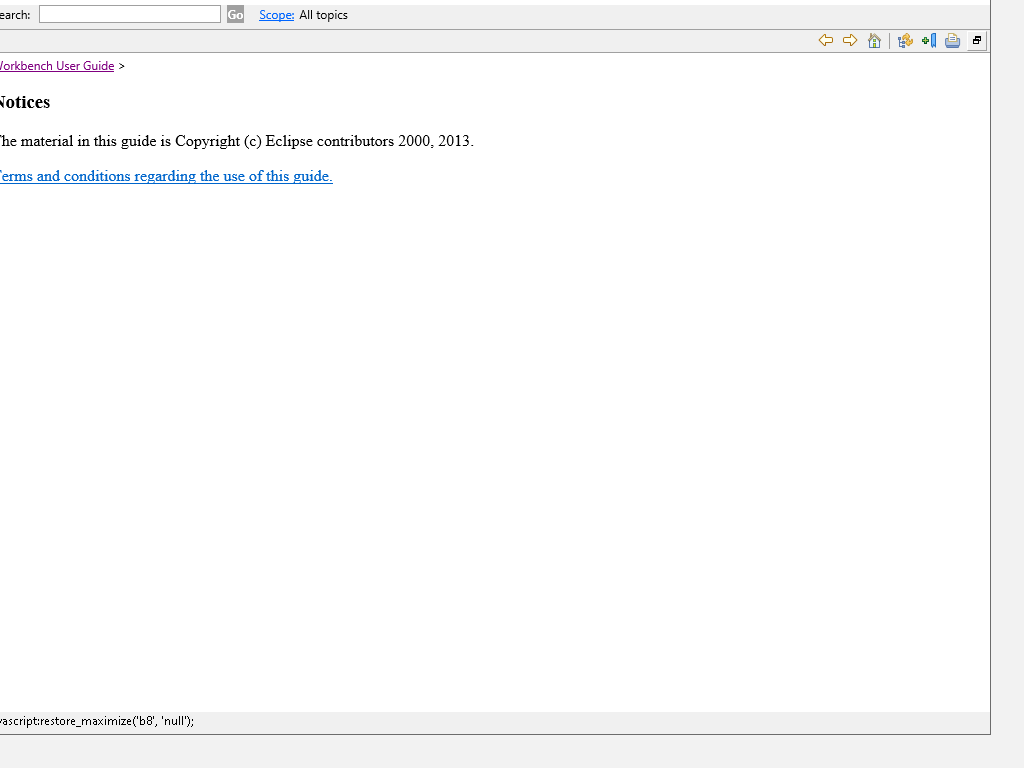 earch: Go Scope: All topics
Workbench User Guide >
Notices
The material in this guide is Copyright (c) Eclipse contributors 2000, 2013.
Terms and conditions regarding the use of this guide.
vascript:restore_maximize('b8', 'null');